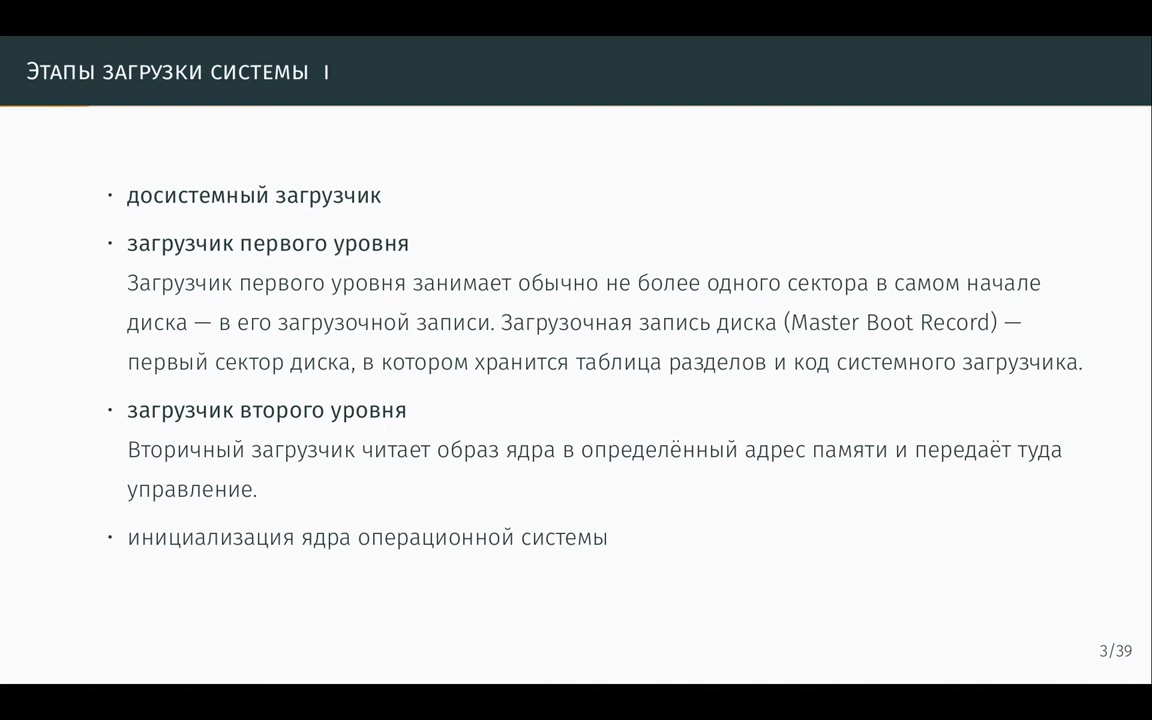 Этапы загрузки системы I
· досистемный загрузчик
· загрузчик первого уровня
Загрузчик первого уровня занимает обычно не более одного сектора в самом начале
диска — в его загрузочной записи. Загрузочная запись диска (Master Boot Record) —
первый сектор диска, в котором хранится таблица разделов и код системного загрузчика.
· загрузчик второго уровня
Вторичный загрузчик читает образ ядра в определённый адрес памяти и передаёт туда
управление.
· инициализация ядра операционной системы
3/39